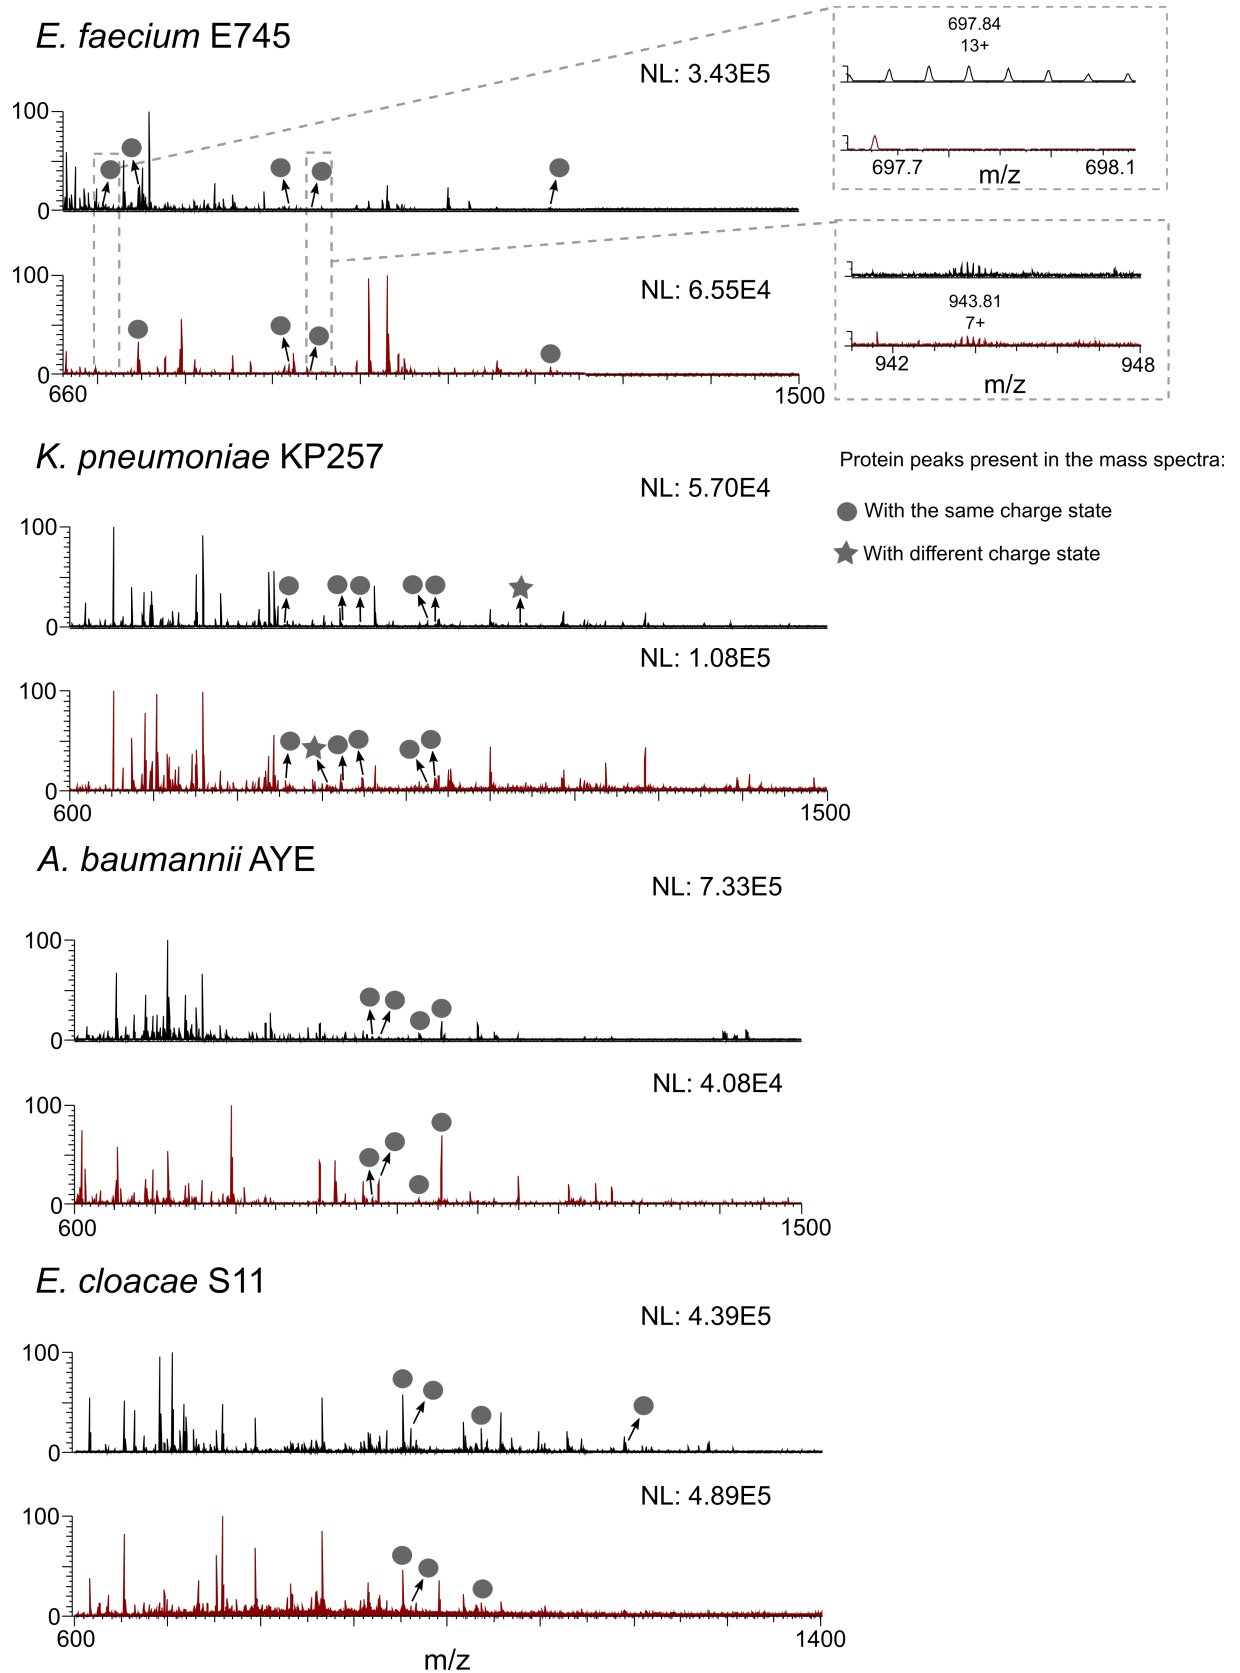 E. faecium E745
NL: 3.43E5
100
0
697.84
13+
697.7
698.1
m/z
NL: 6.55E4
100
0
660
1500
943.81
7+
942
948
m/z
K. pneumoniae KP257
NL: 5.70E4
100
0
Protein peaks present in the mass spectra:
With the same charge state
With different charge state
NL: 1.08E5
100
0
600
1500
A. baumannii AYE
NL: 7.33E5
100
0
NL: 4.08E4
100
0
600
1500
E. cloacae S11
NL: 4.39E5
100
0
NL: 4.89E5
100
0
600
1400
m/z